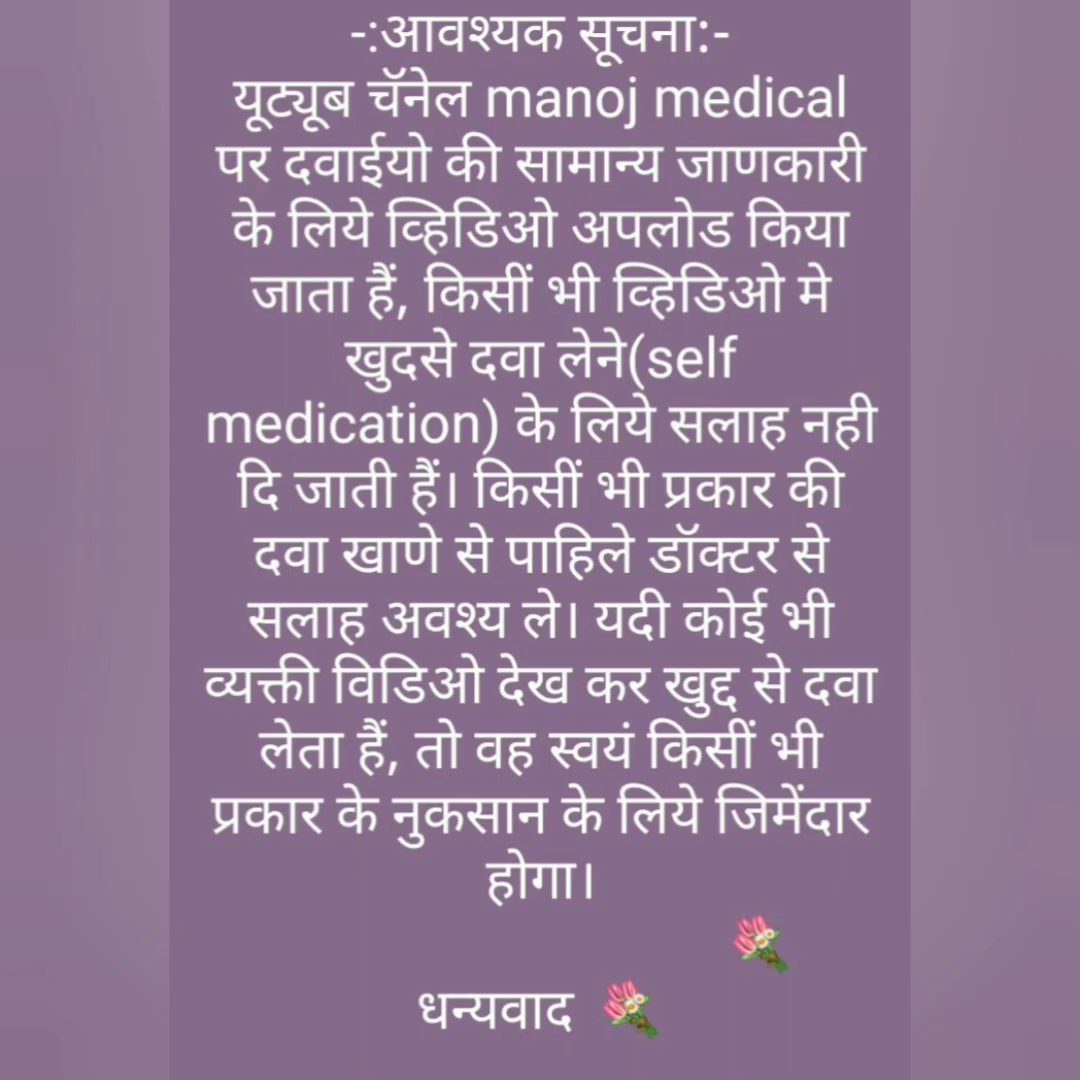 -:आवश्यक सूचना:-
यूट्यूब चॅनेल manoj medical
पर दवाईयो की सामान्य जाणकारी
के लिये व्हिडिओ अपलोड किया
जाता हैं, किसीं भी व्हिडिओ मे
खुदसे दवा लेने(self
medication) के लिये सलाह नही
दि जाती हैं। किसीं भी प्रकार की
दवा खाणे से पाहिले डॉक्टर से
सलाह अवश्य ले। यदी कोई भी
व्यक्ती विडिओ देख कर खुद्द से दवा
लेता हैं, तो वह स्वयं किसीं भी
प्रकार के नुकसान के लिये जिमेंदार
होगा।
धन्यवाद